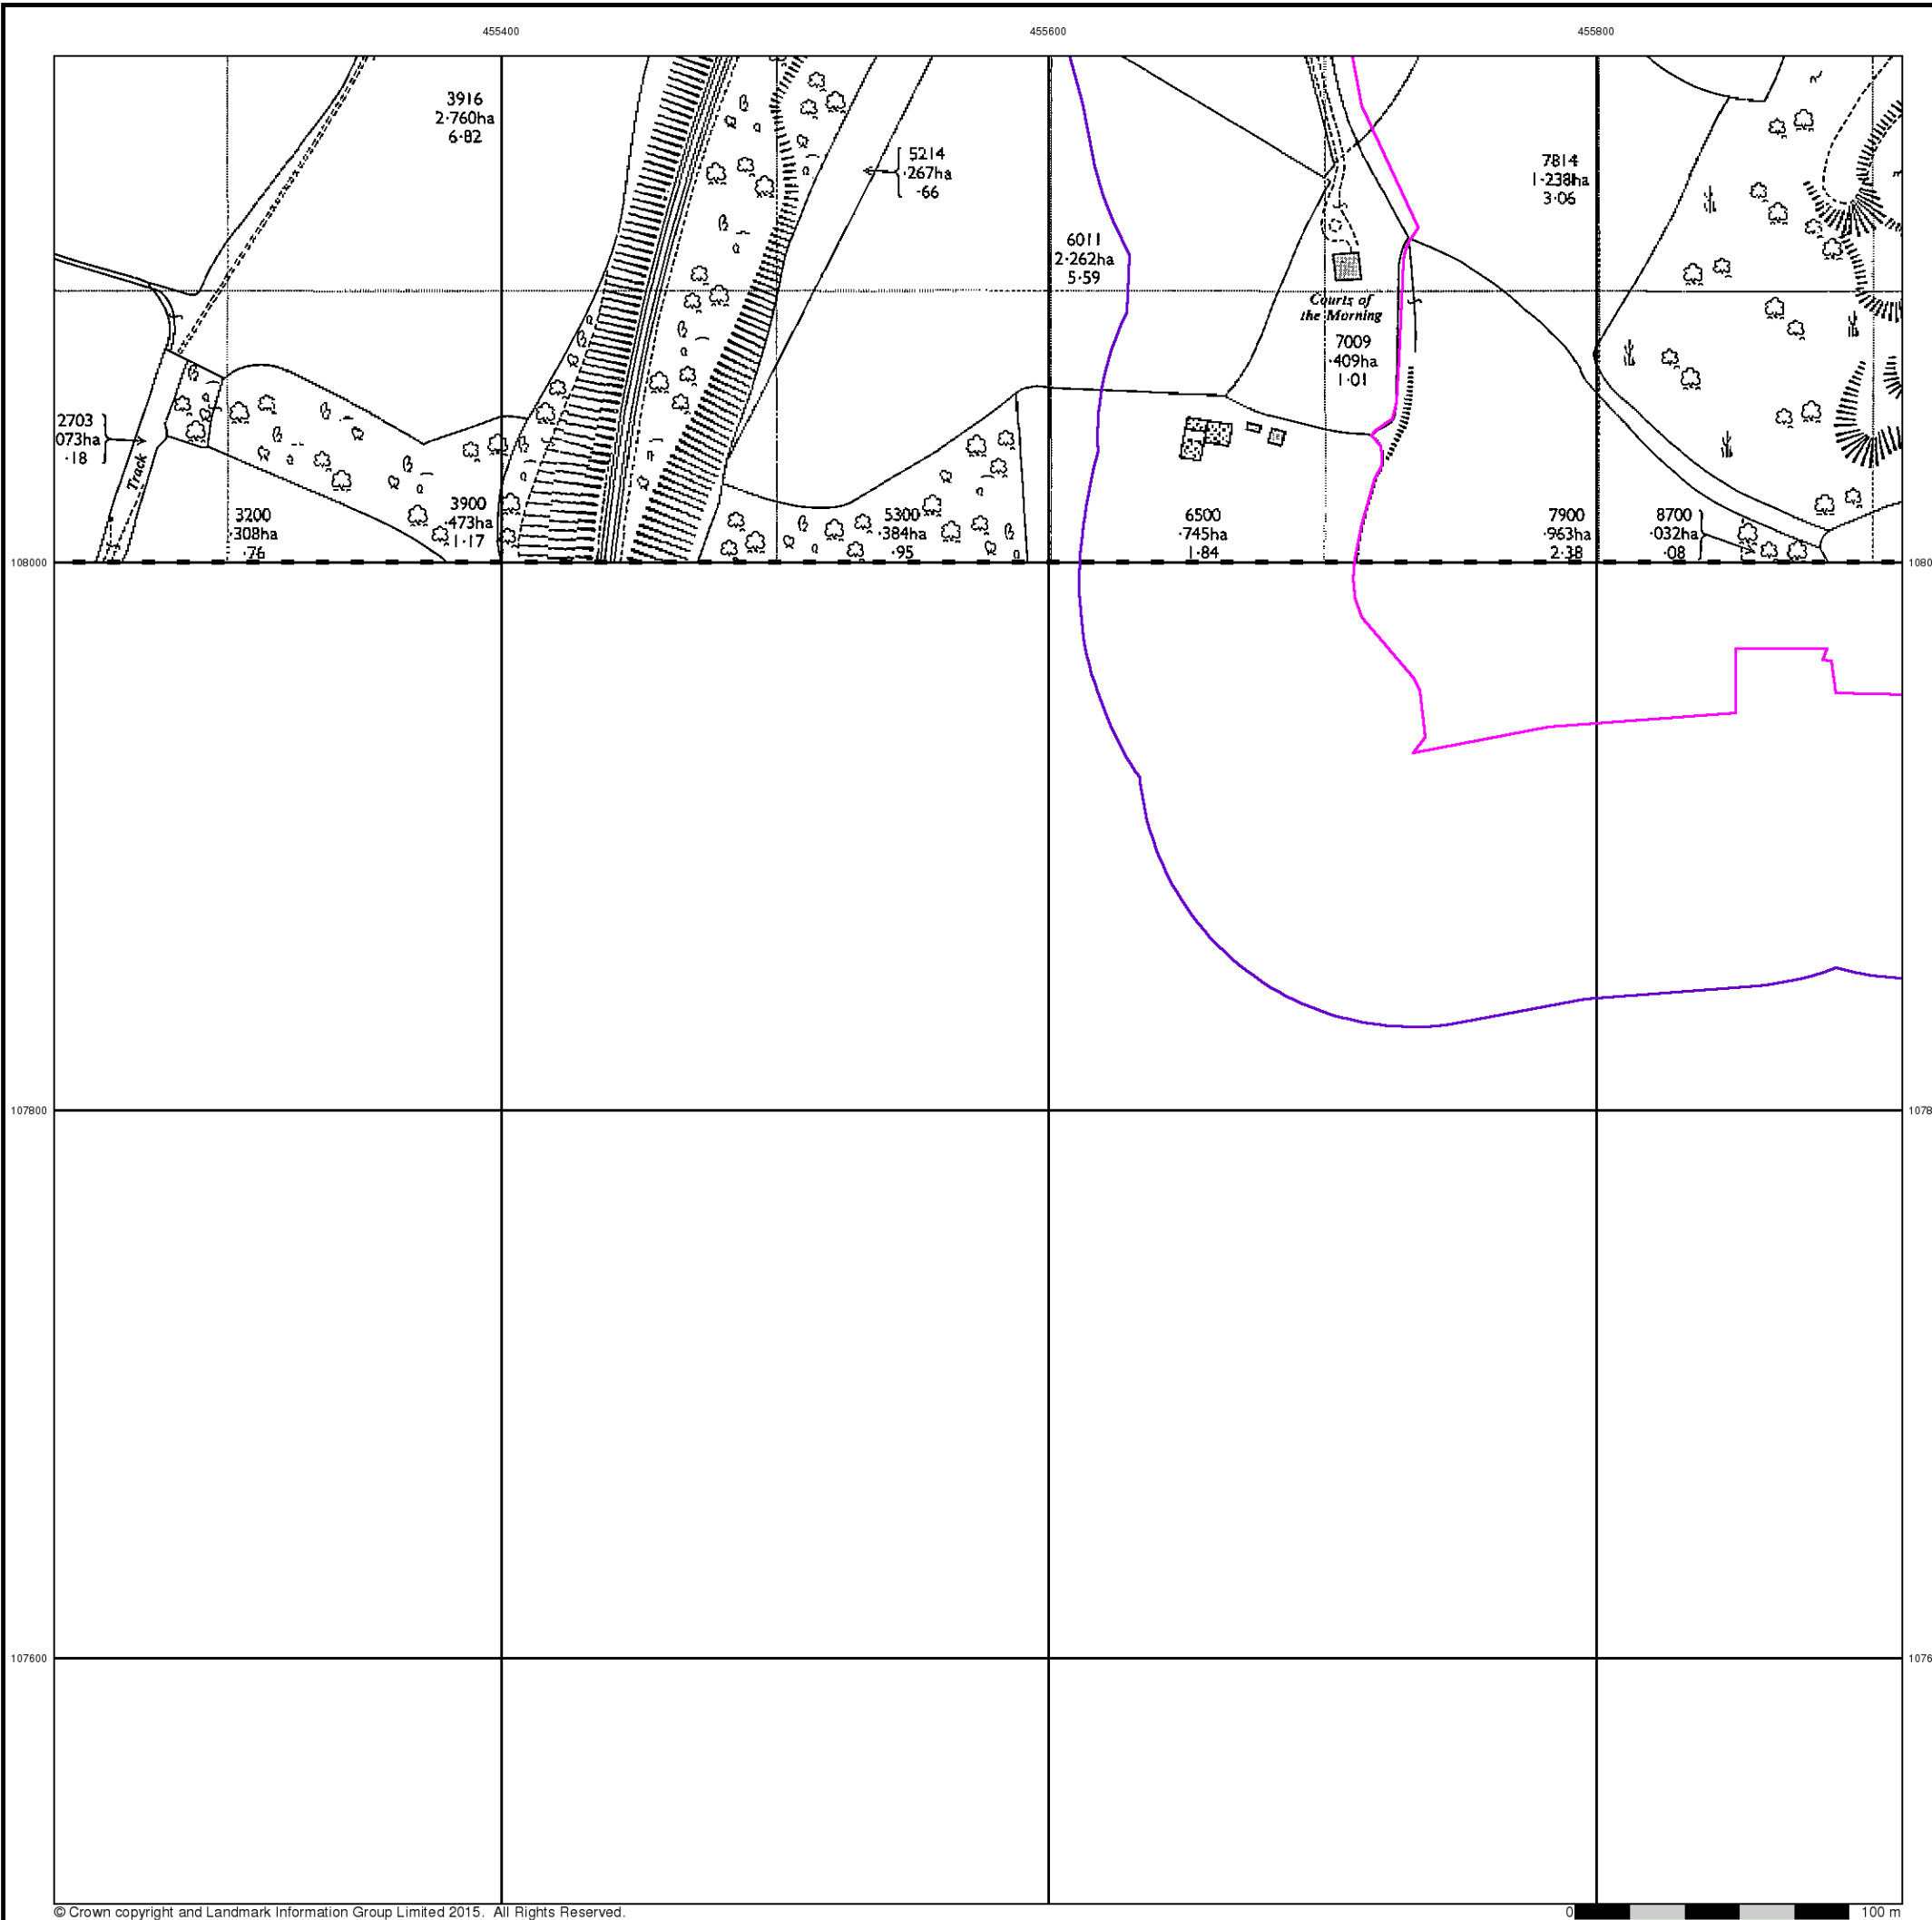 455400
455600
455800
3916
2·760ha
6·82
5214
·267ha
·66
7814
1·238ha
3·06
6011
2·262ha
5·59
Courts of
the Morning
7009
·409ha
1·01
2703
073ha
·18
Track
3200
·308ha
·76
3900
·473ha
1·17
5300
·384ha
·95
6500
·745ha
1·84
7900
·963ha
2·38
8700
·032ha
·08
108000
1080
107800
1078
107600
1076
© Crown copyright and Landmark Information Group Limited 2015. All Rights Reserved.
0
100 m